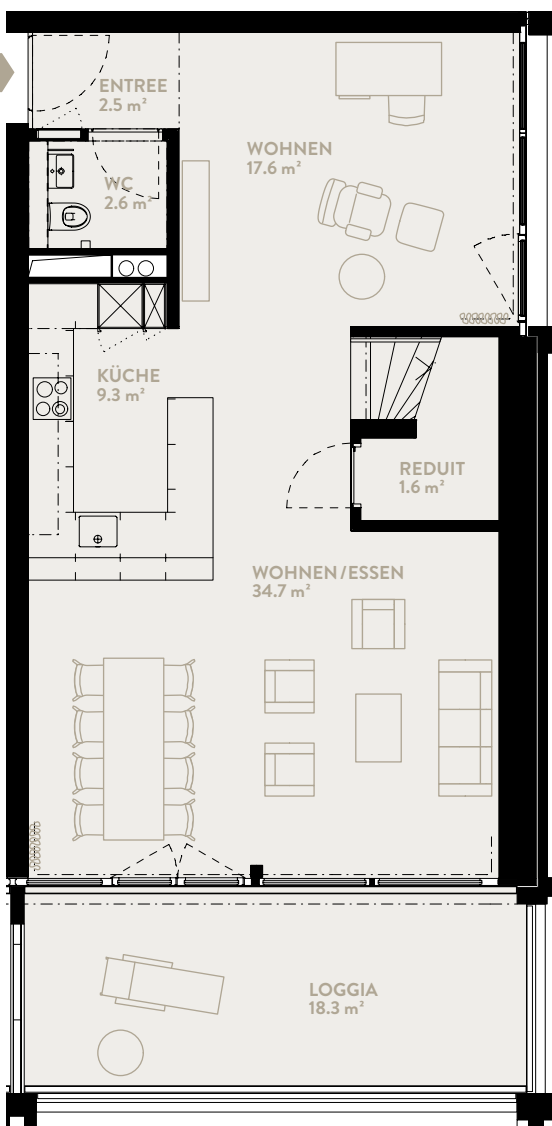 ENTREE
2.5 m²
WOHNEN
17.6 m²
WC
2.6 m²
KÜCHE
9.3 m²
REDUIT
1.6 m²
WOHNEN/ESSEN
34.7 m²
LOGGIA
18.3 m²